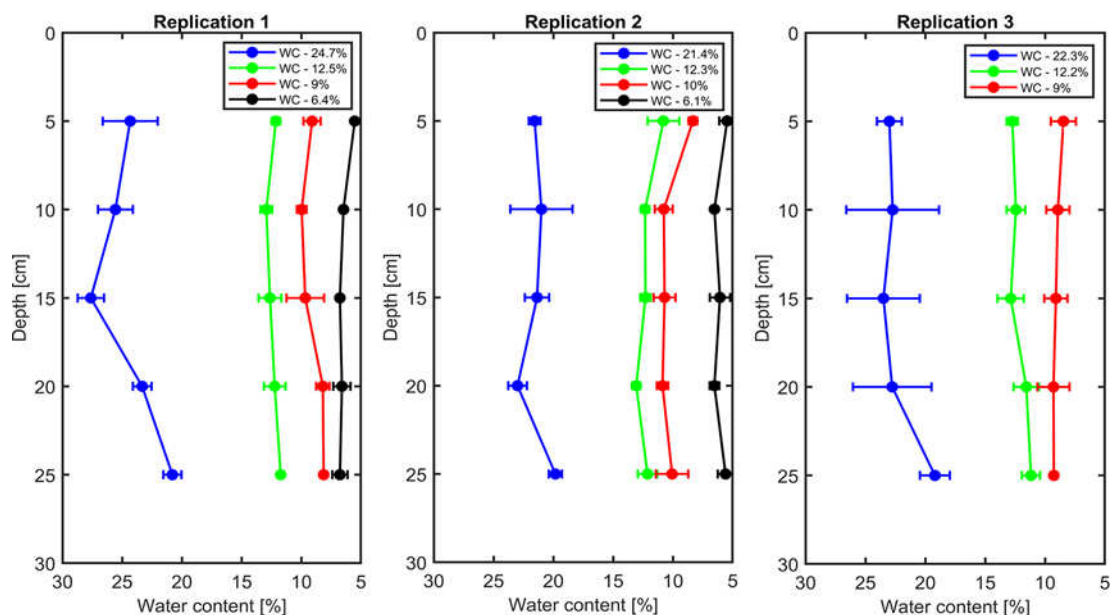 Replication 1
WC - 24.7%
WC - 12.5%
WC - 9%
WC - 6.4%
0
5
10
15
20
25
30
Depth [cm]
30 25 20 15 10 5
Water content [%]
Replication 2
WC - 21.4%
WC - 12.3%
WC - 10%
WC - 6.1%
0
5
10
15
20
25
30
Depth [cm]
30 25 20 15 10 5
Water content [%]
Replication 3
WC - 22.3%
WC - 12.2%
WC - 9%
0
5
10
15
20
25
30
Depth [cm]
30 25 20 15 10 5
Water content [%]